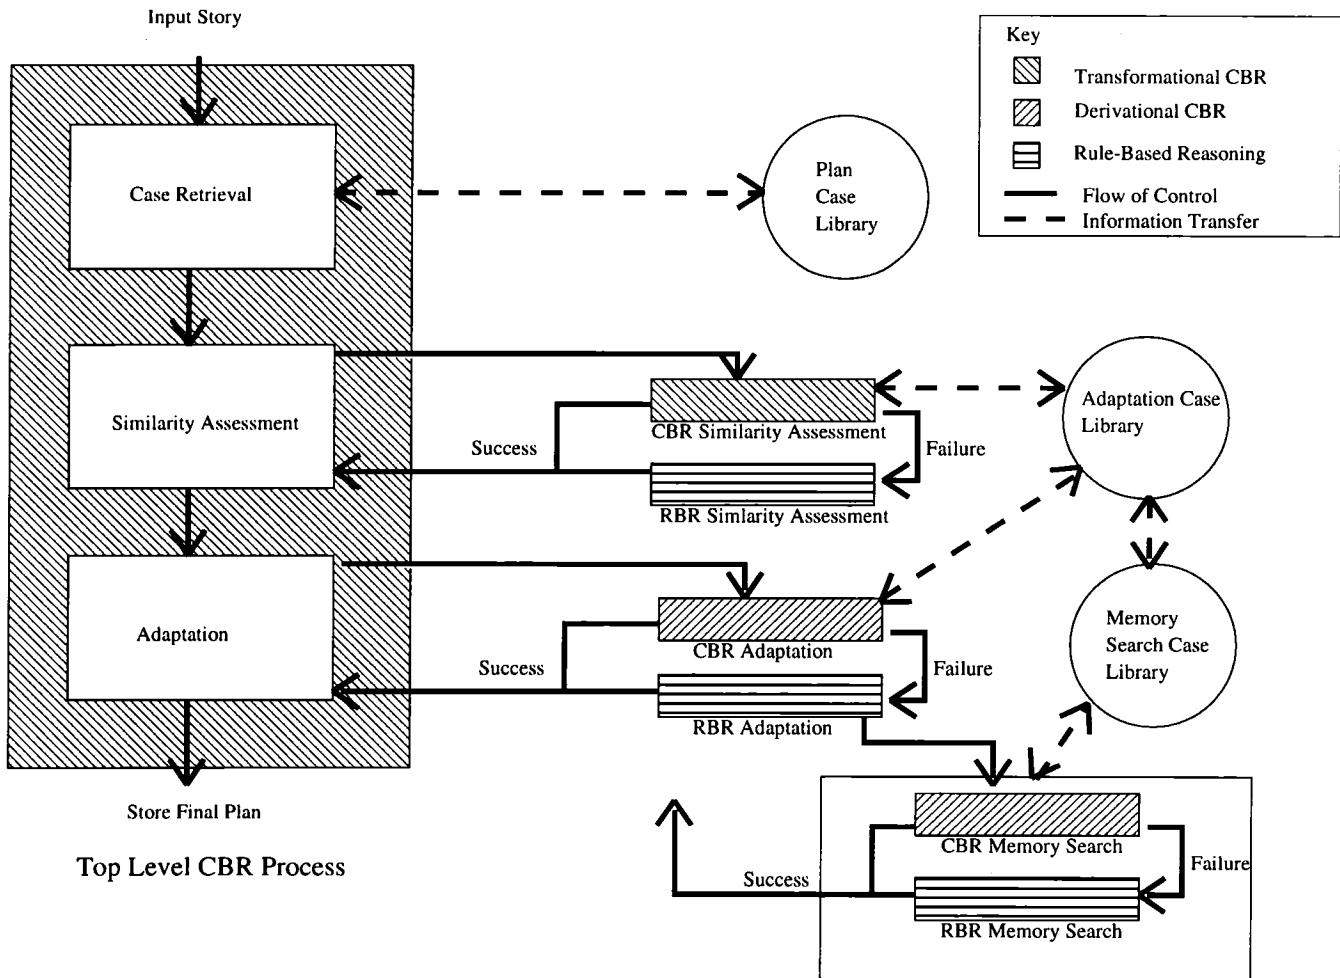 Input Story
Key
Transformational CBR
Derivational CBR
Rule-Based Reasoning
Flow of Control
Information Transfer
Case Retrieval
Plan
Case
Library
Similarity Assessment
CBR Similarity Assessment
Success
Failure
RBR Simlarity Assessment
Adaptation Case
Library
Adaptation
CBR Adaptation
Success
Failure
RBR Adaptation
Memory
Search Case
Library
Store Final Plan
Top Level CBR Process
CBR Memory Search
Success
Failure
RBR Memory Search